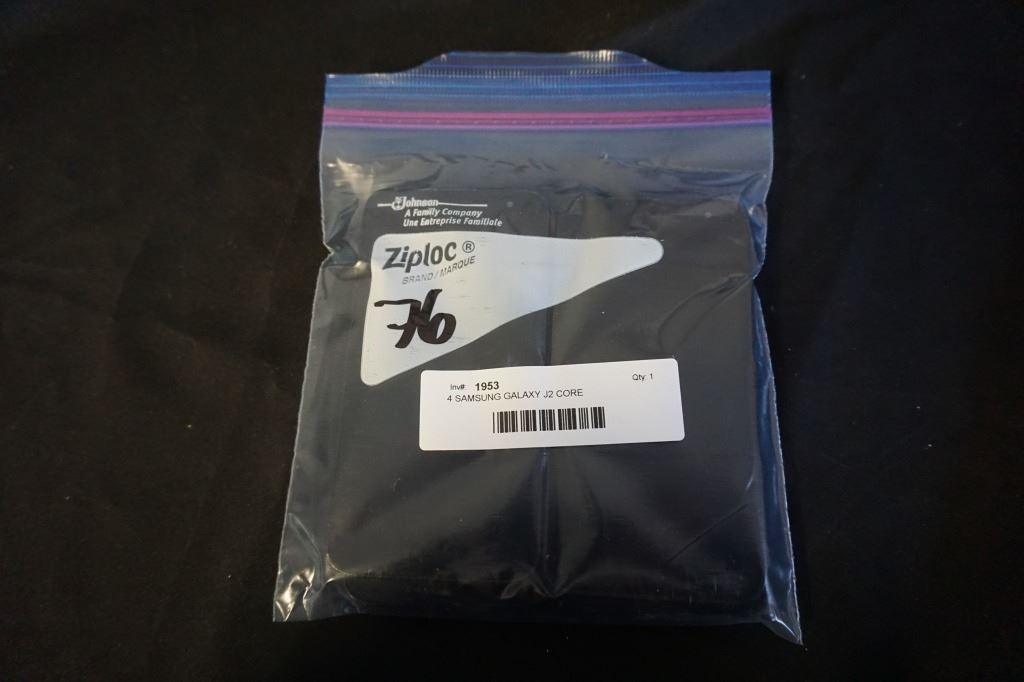 Johnson
A Family Company
Une Entreprise Familiale
Ziploc ®
BRAND/MARQUE
76
Inv#: 1953 Qty: 1
4 SAMSUNG GALAXY J2 CORE